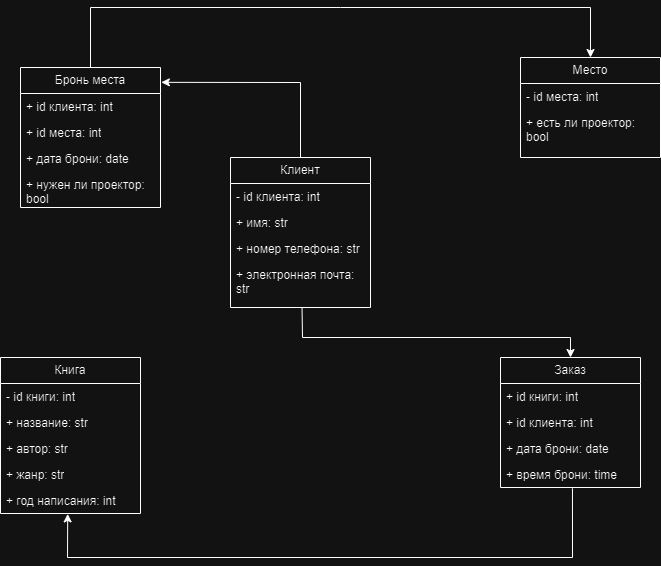 Бронь места
+ id клиента: int
+ id места: int
+ дата брони: date
+ нужен ли проектор:
bool
Место
- id места: int
+ есть ли проектор:
bool
Клиент
- id клиента: int
+ имя: str
+ номер телефона: str
+ электронная почта:
str
Книга
- id книги: int
+ название: str
+ автор: str
+ жанр: str
+ год написания: int
Заказ
+ id книги: int
+ id клиента: int
+ дата брони: date
+ время брони: time